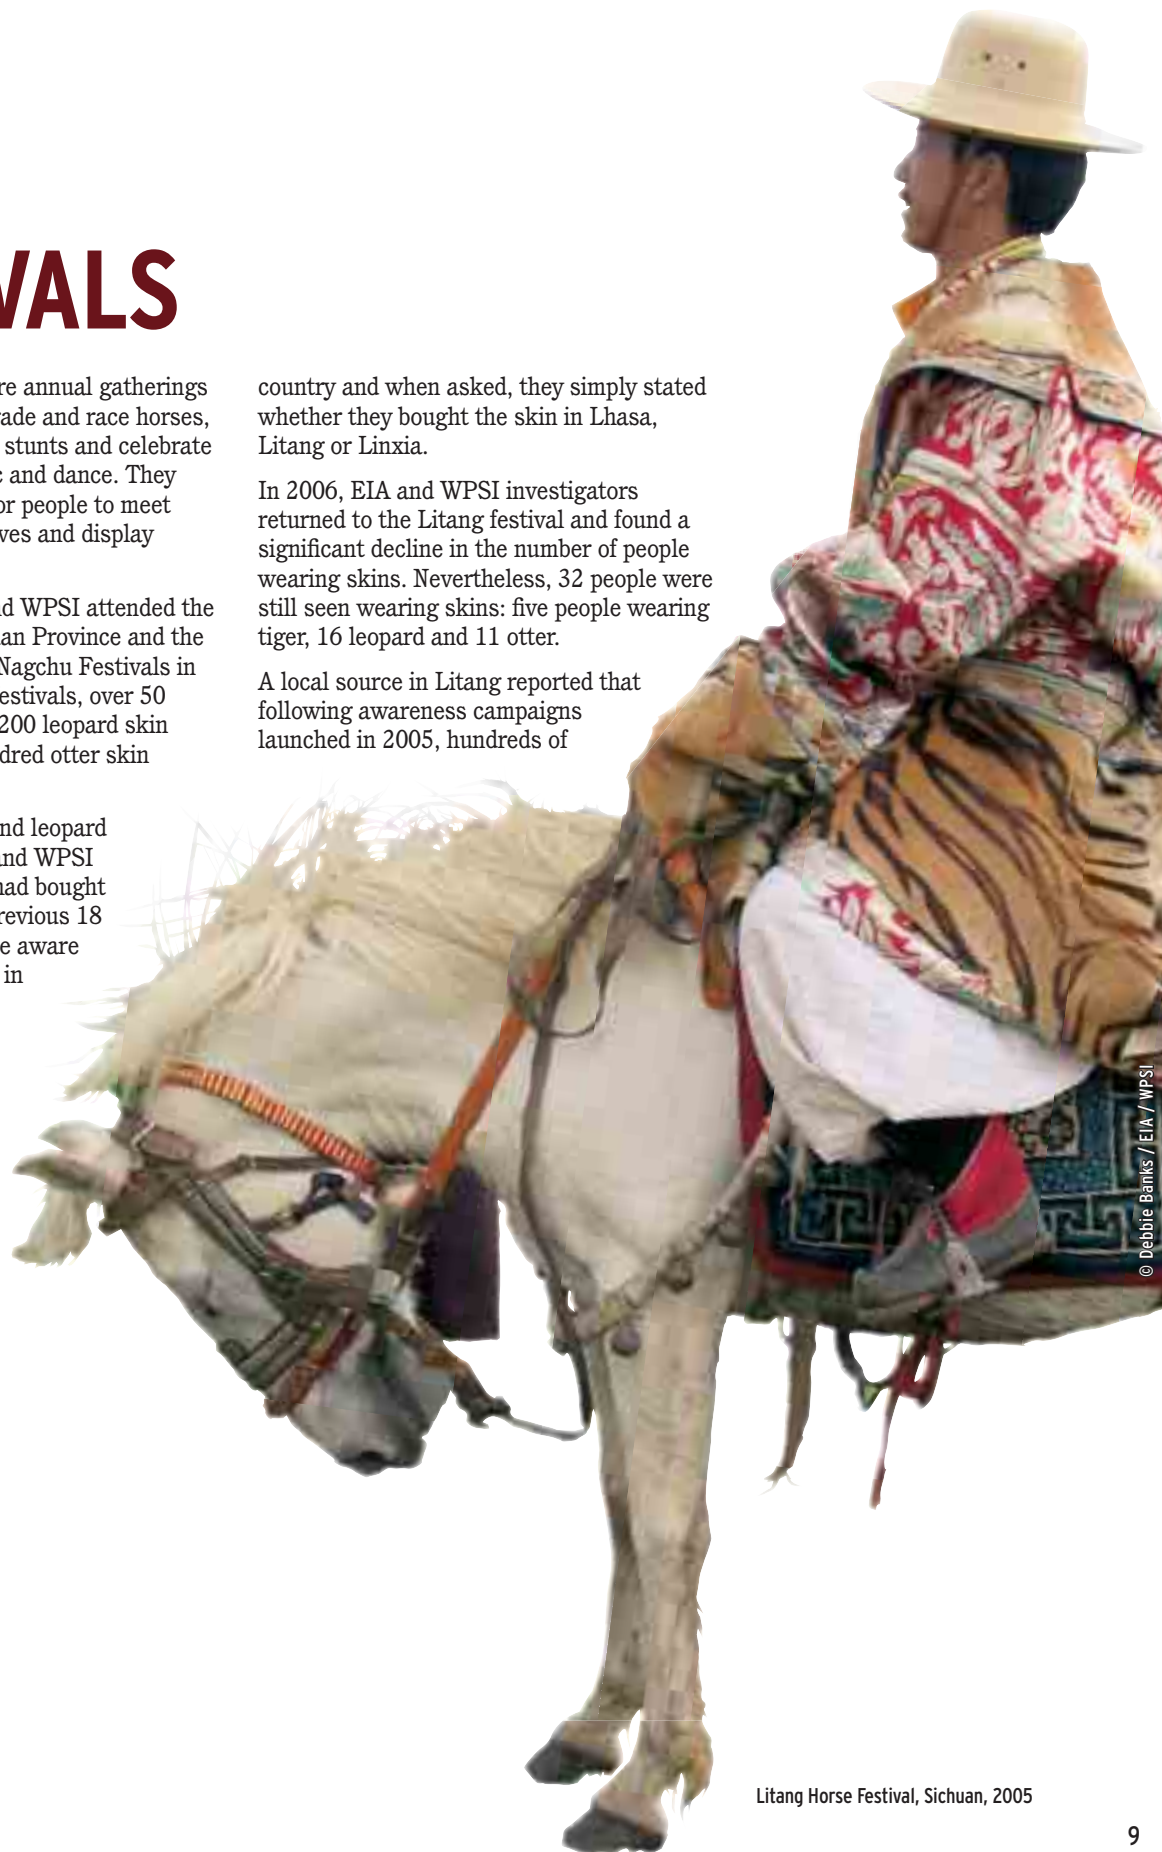 VALS
re annual gatherings
rade and race horses,
stunts and celebrate
c and dance. They
or people to meet
ves and display
nd WPSI attended the
an Province and the
Nagchu Festivals in
estivals, over 50
200 leopard skin
dred otter skin
nd leopard
and WPSI
had bought
revious 18
e aware
in
country and when asked, they simply stated
whether they bought the skin in Lhasa,
Litang or Linxia.
In 2006, EIA and WPSI investigators
returned to the Litang festival and found a
significant decline in the number of people
wearing skins. Nevertheless, 32 people were
still seen wearing skins: five people wearing
tiger, 16 leopard and 11 otter.
A local source in Litang reported that
following awareness campaigns
launched in 2005, hundreds of
© Debbie Banks / EIA / WPSI
Litang Horse Festival, Sichuan, 2005
9